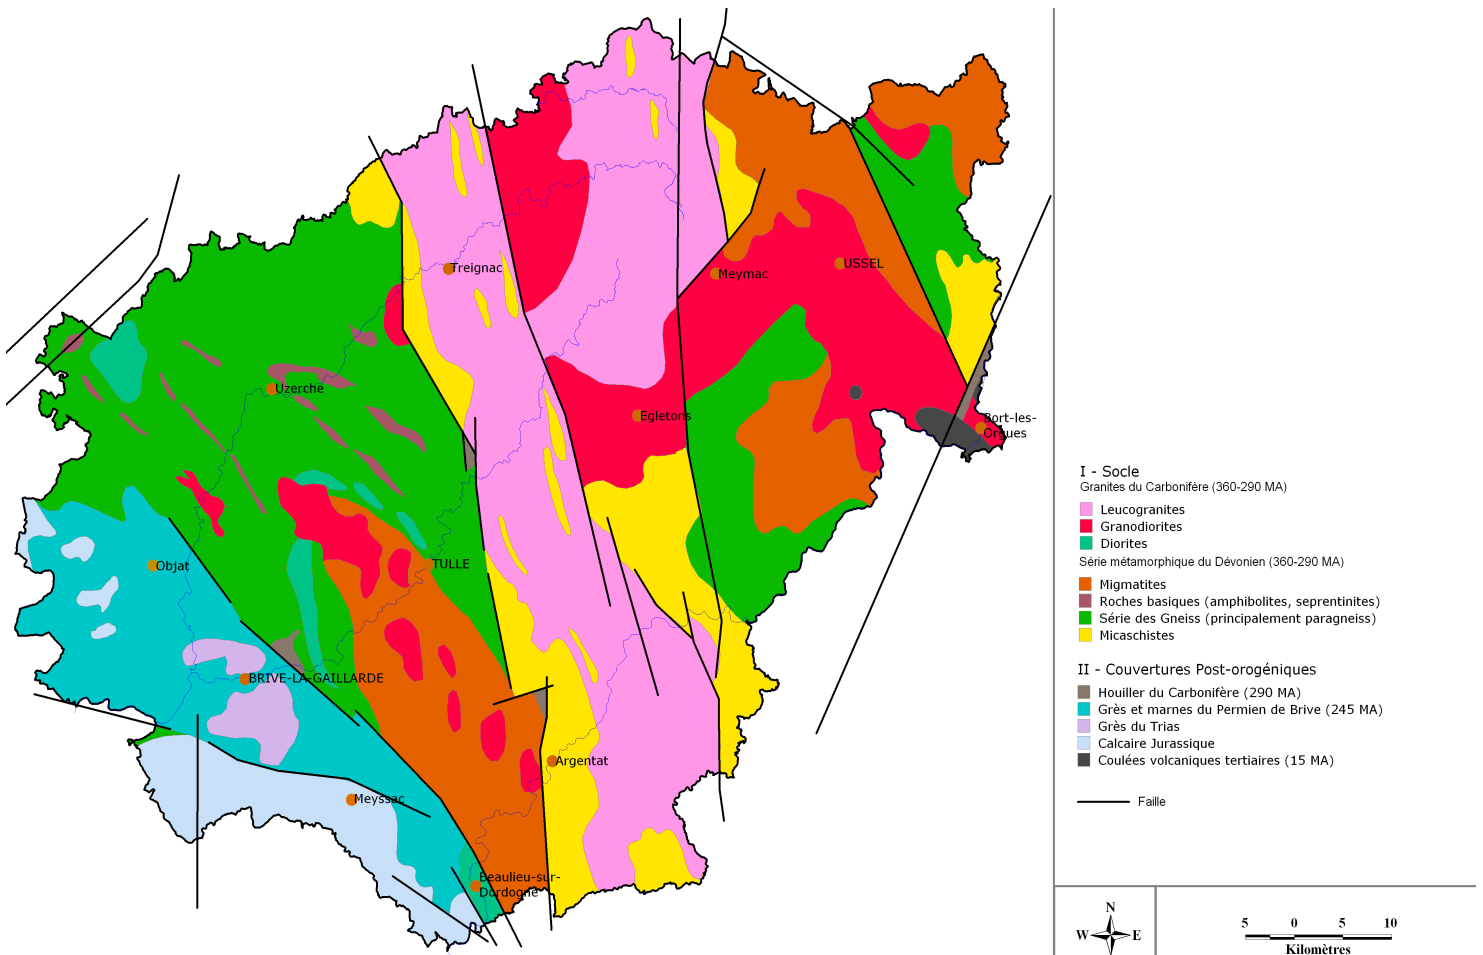 Treignac
Meymac
USSEL
Uzerche
Egletons
Bort-les-
Orgues
Objat
TULLE
BRIVE-LA-GAILLARDE
Argentat
Meyssac
Beaulieu-sur-
Dordogne
I - Socle
Granites du Carbonifère (360-290 MA)
Leucogranites
Granodiorites
Diorites
Série métamorphique du Dévonien (360-290 MA)
Migmatites
Roches basiques (amphibolites, seprentinites)
Série des Gneiss (principalement paragneiss)
Micaschistes
II - Couvertures Post-orogéniques
Houiller du Carbonifère (290 MA)
Grès et marnes du Permien de Brive (245 MA)
Grès du Trias
Calcaire Jurassique
Coulées volcaniques tertiaires (15 MA)
Faille
N
W E
S
5 0 5 10
Kilomètres